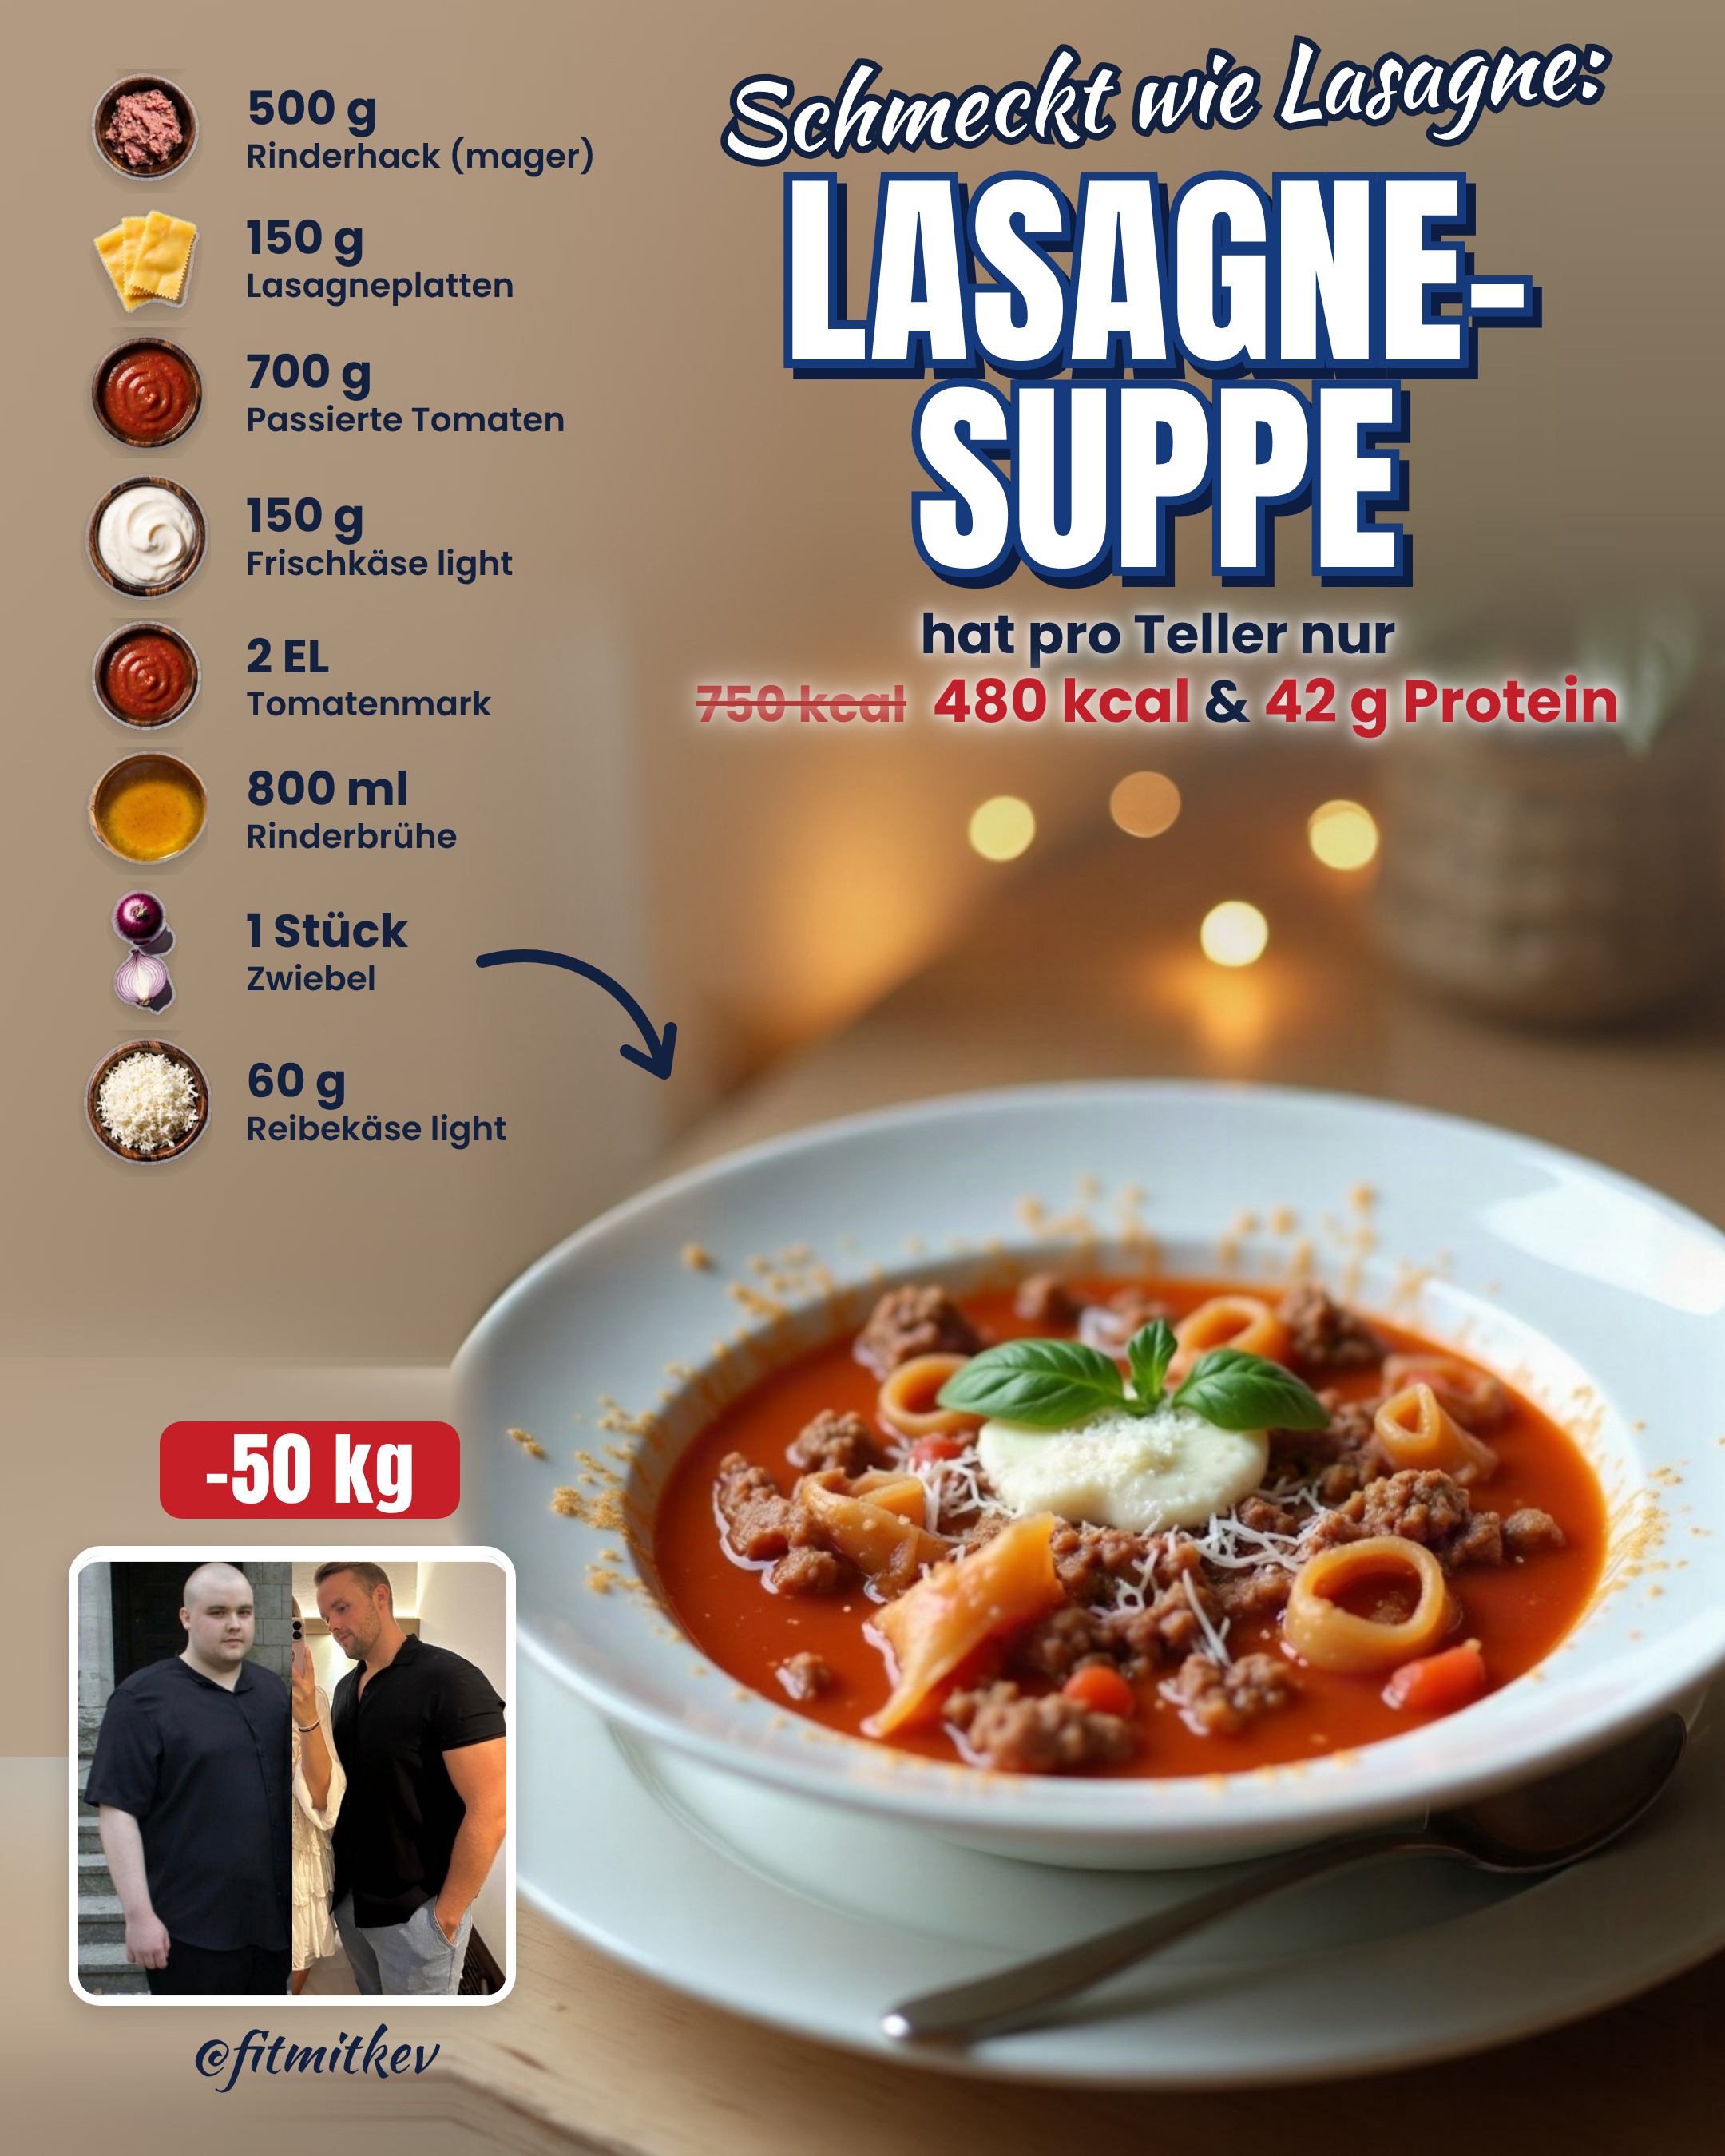 Schmeckt wie Lasagne:
LASAGNE-
SUPPE
hat pro Teller nur
750 kcal 480 kcal & 42 g Protein
500 g
Rinderhack (mager)
150 g
Lasagneplatten
700 g
Passierte Tomaten
150 g
Frischkäse light
2 EL
Tomatenmark
800 ml
Rinderbrühe
1 Stück
Zwiebel
60 g
Reibekäse light
-50 kg
@fitmitkev